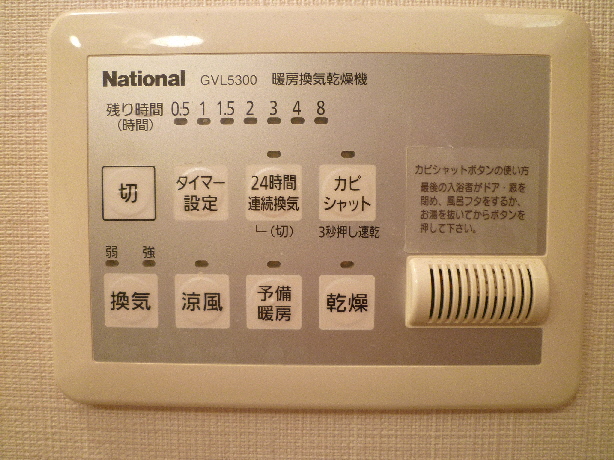 National GVL5300 暖房換気乾燥機
残り時間 0.5 1 1.5 2 3 4 8
(時間)
切
タイマー
設定
24時間
連続換気
(切)
カビ
シャット
3秒押し速乾
カビシャットボタンの使い方
最後の入浴者がドア・窓を
閉め、風呂フタをするか、
お湯を抜いてからボタンを
押して下さい。
弱 強
換気
涼風
予備
暖房
乾燥